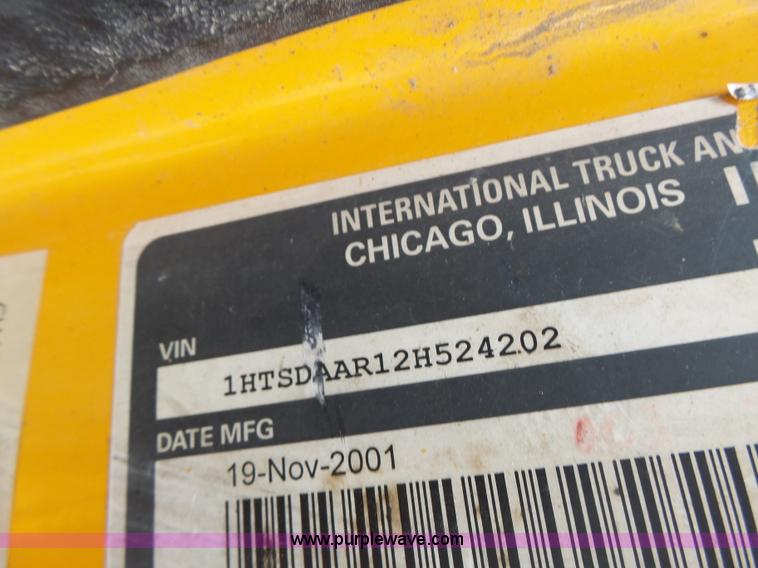 INTERNATIONAL TRUCK AN
CHICAGO, ILLINOIS
VIN
1HTSDAAR12H524202
DATE MFG
19-Nov-2001
www.purplewave.com